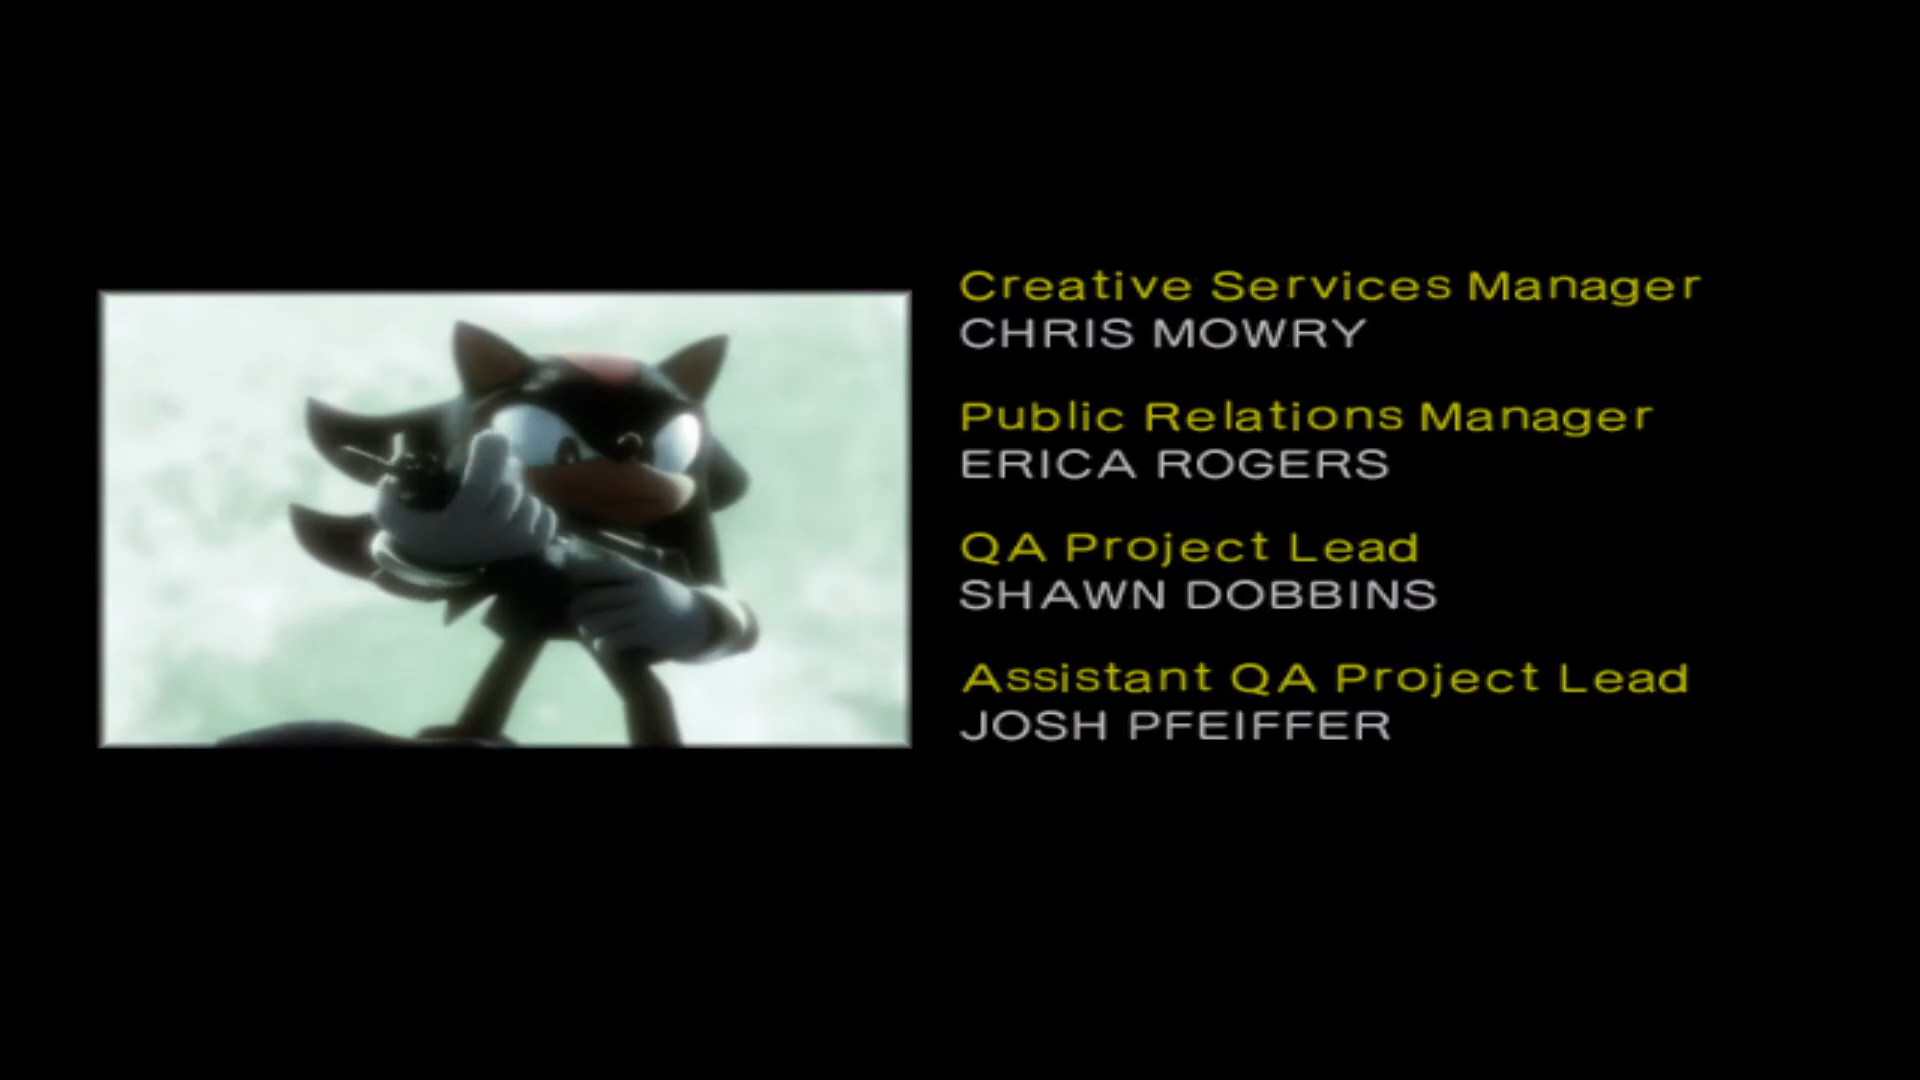 Creative Services Manager
CHRIS MOWRY
Public Relations Manager
ERICA ROGERS
QA Project Lead
SHAWN DOBBINS
Assistant QA Project Lead
JOSH PFEIFFER